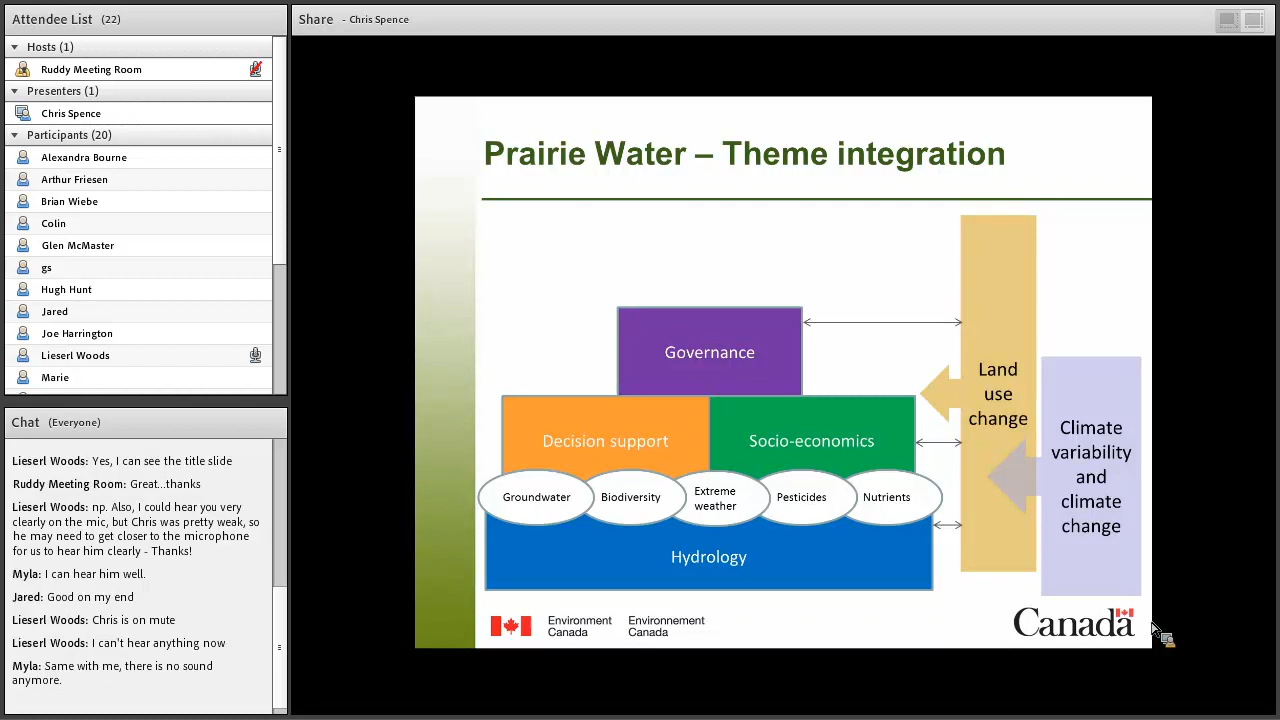 Attendee List (22)
Hosts (1)
Ruddy Meeting Room
Presenters (1)
Chris Spence
Participants (20)
Alexandra Bourne
Arthur Friesen
Brian Wiebe
Colin
Glen McMaster
gs
Hugh Hunt
Jared
Joe Harrington
Lieserl Woods
Marie
Chat (Everyone)
Lieserl Woods: Yes, I can see the title slide
Ruddy Meeting Room: Great...thanks
Lieserl Woods: np. Also, I could hear you very
clearly on the mic, but Chris was pretty weak, so
he may need to get closer to the microphone
for us to hear him clearly - Thanks!
Myla: I can hear him well.
Jared: Good on my end
Lieserl Woods: Chris is on mute
Lieserl Woods: I can't hear anything now
Myla: Same with me, there is no sound
anymore.
Share - Chris Spence
Prairie Water – Theme integration
Governance
Decision support
Socio-economics
Groundwater
Biodiversity
Extreme
weather
Pesticides
Nutrients
Hydrology
Land
use
change
Climate
variability
and
climate
change
Environment
Canada
Environnement
Canada
Canada